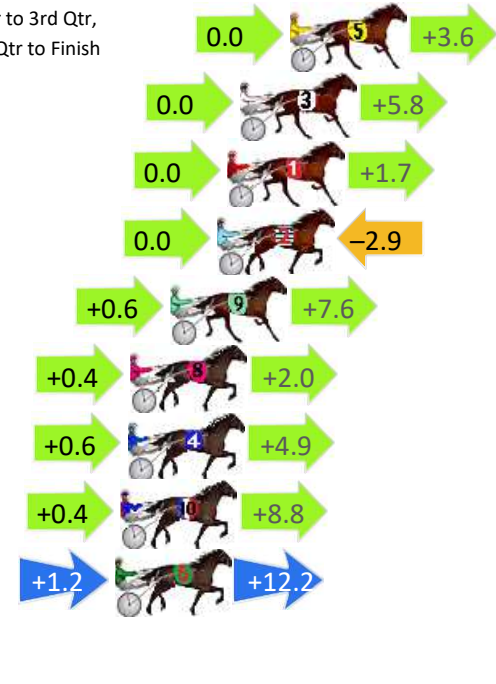 r to 3rd Qtr,
Qtr to Finish
0.0 5 +3.6
0.0 3 +5.8
0.0 1 +1.7
0.0 2 –2.9
+0.6 9 +7.6
+0.4 8 +2.0
+0.6 4 +4.9
+0.4 10 +8.8
+1.2 6 +12.2